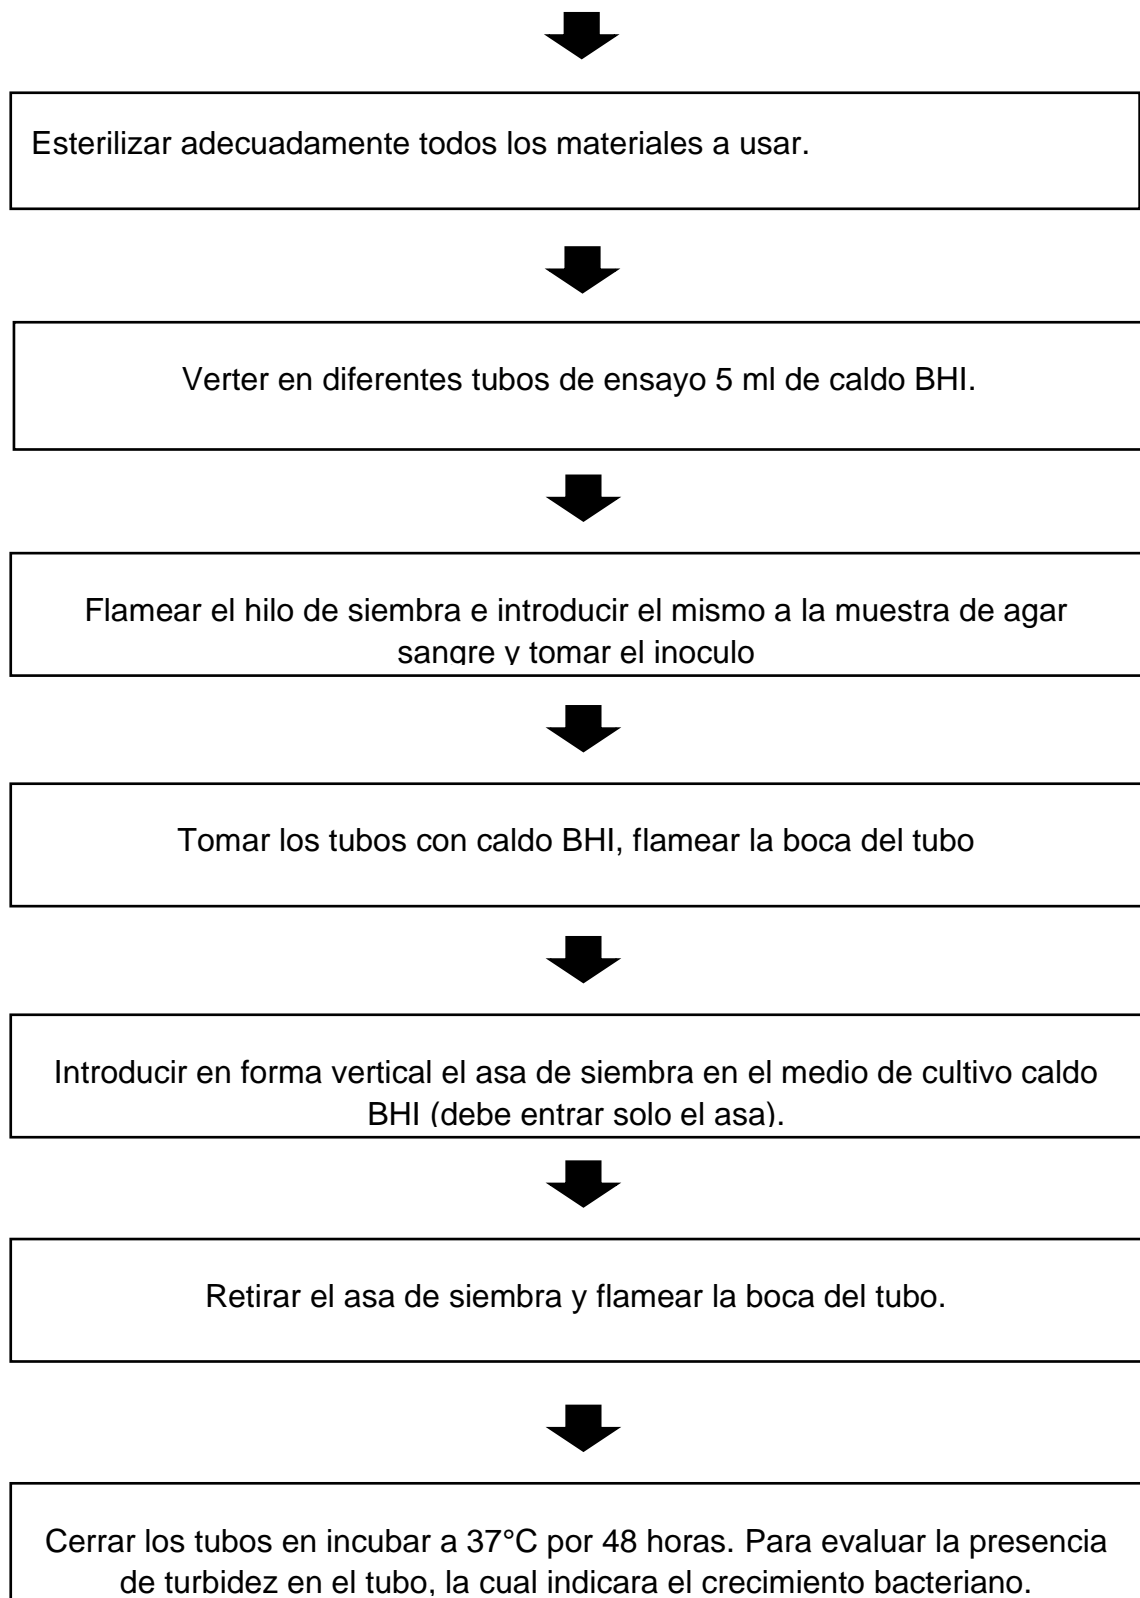 Esterilizar adecuadamente todos los materiales a usar.
Verter en diferentes tubos de ensayo 5 ml de caldo BHI.
Flamear el hilo de siembra e introducir el mismo a la muestra de agar
sangre y tomar el inoculo
Tomar los tubos con caldo BHI, flamear la boca del tubo
Introducir en forma vertical el asa de siembra en el medio de cultivo caldo
BHI (debe entrar solo el asa).
Retirar el asa de siembra y flamear la boca del tubo.
Cerrar los tubos en incubar a 37°C por 48 horas. Para evaluar la presencia
de turbidez en el tubo, la cual indicara el crecimiento bacteriano.